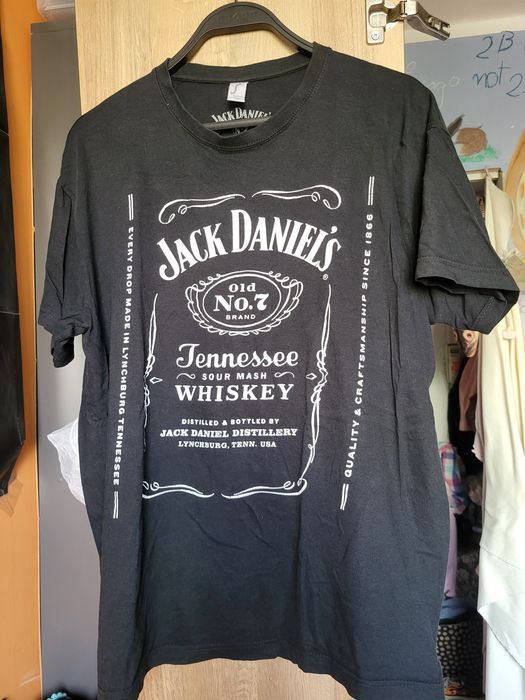 2B
not 2
JACK DANIEL'S
EVERY DROP MADE IN LYNCHBURG TENNESSEE
JACK DANIEL'S
®
Old
No.7
BRAND
Tennessee
SOUR MASH
WHISKEY
DISTILLED & BOTTLED BY
JACK DANIEL DISTILLERY
LYNCHBURG, TENN. USA
QUALITY & CRAFTSMANSHIP SINCE 1866